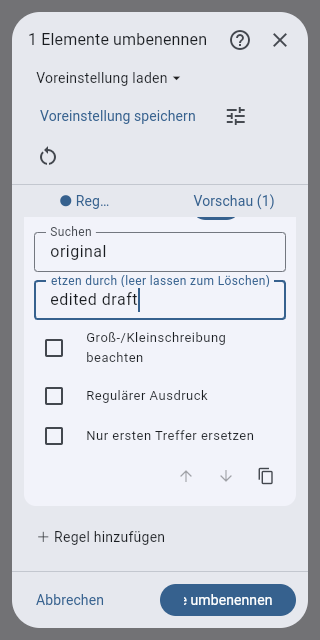 1 Elemente umbenennen
Voreinstellung laden
Voreinstellung speichern
Reg…
Vorschau (1)
Suchen
original
etzen durch (leer lassen zum Löschen)
edited draft
Groß-/Kleinschreibung
beachten
Regulärer Ausdruck
Nur ersten Treffer ersetzen
Regel hinzufügen
Abbrechen
umbenennen